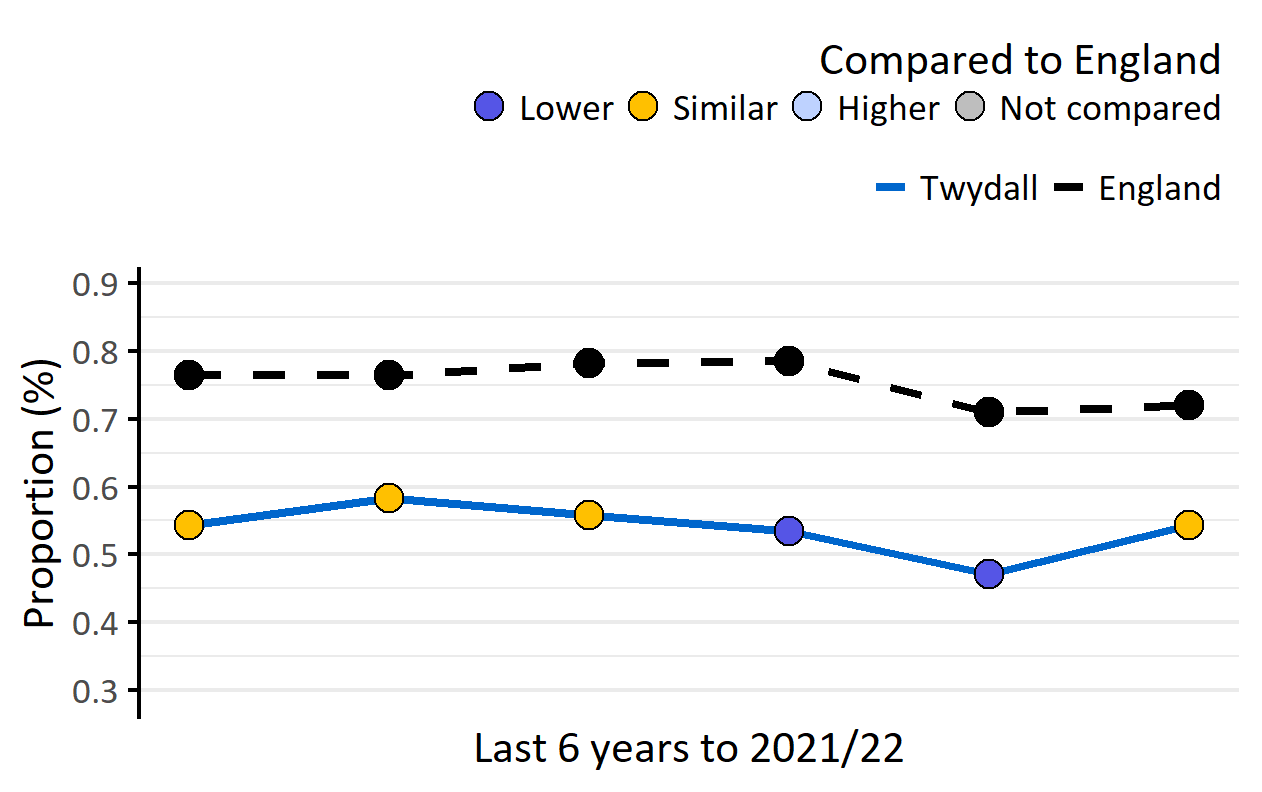 Compared to England
Lower Similar Higher Not compared
Twydall England
0.9
0.8
0.7
0.6
0.5
0.4
0.3
Proportion (%)
Last 6 years to 2021/22